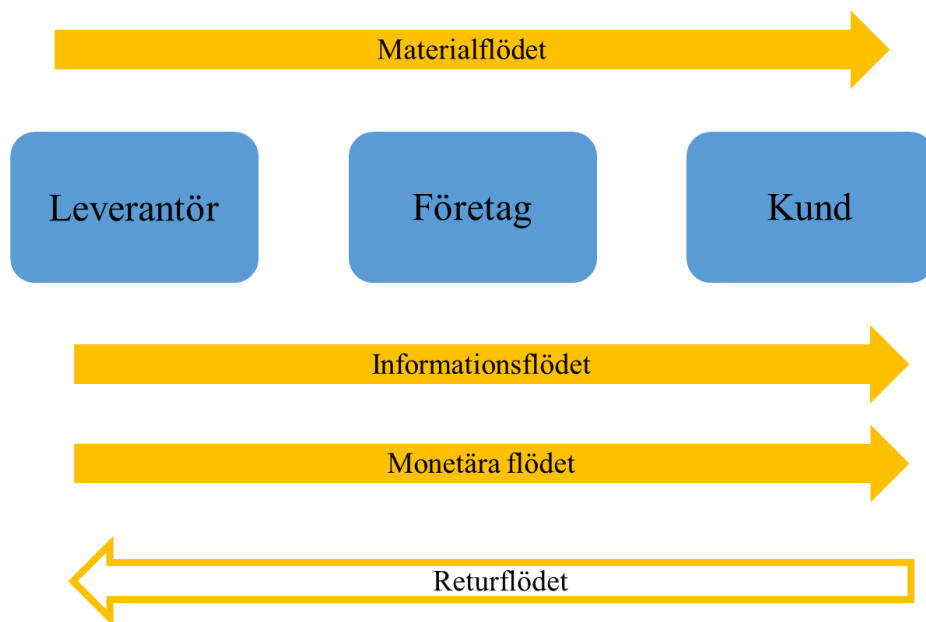 Materialflödet
Leverantör
Företag
Kund
Informationsflödet
Monetära flödet
Returflödet